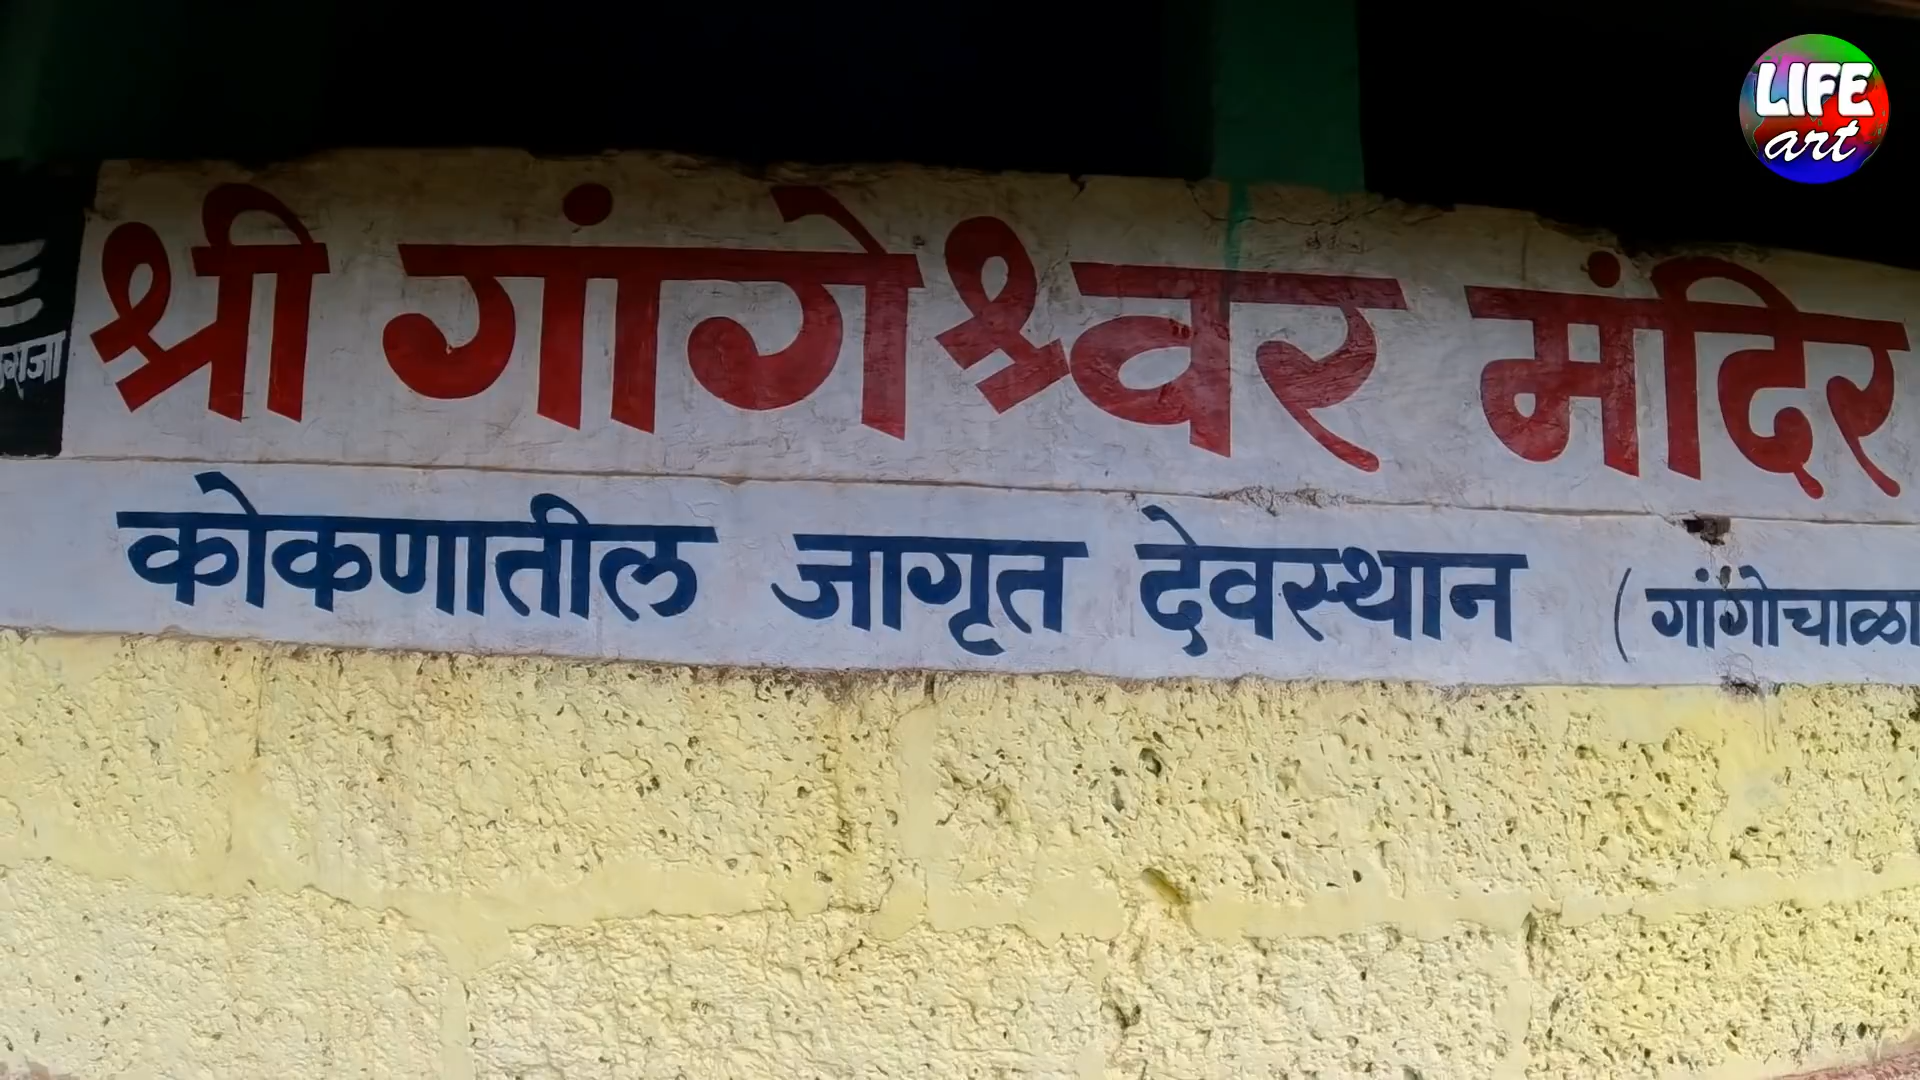 LIFE
art
श्री गांगेश्वर मंदिर
कोकणातील जागृत देवस्थान (गांगोचाळा